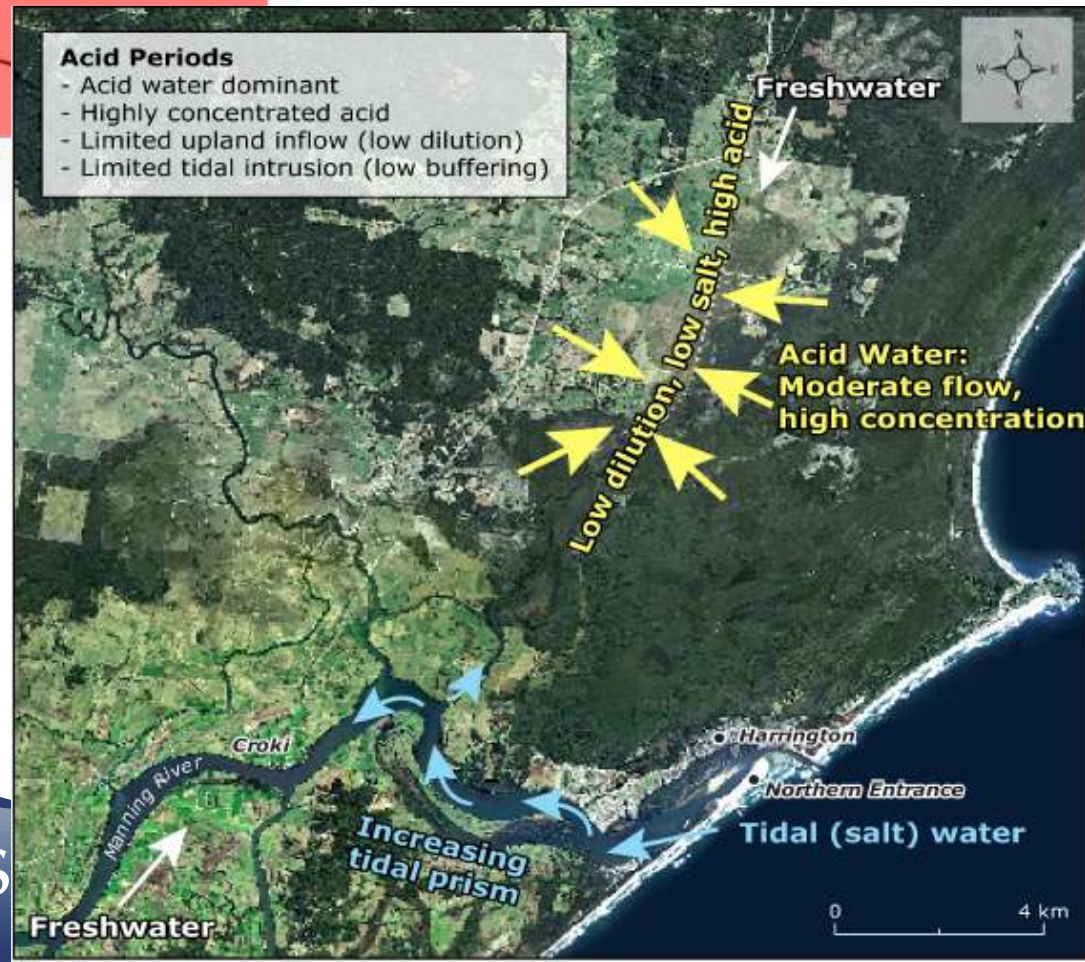 Acid Periods
- Acid water dominant
- Highly concentrated acid
- Limited upland inflow (low dilution)
- Limited tidal intrusion (low buffering)
N
W E
S
Freshwater
Low dilution, low salt, high acid
Acid Water:
Moderate flow,
high concentration
Croki
Manning River
Harrington
Northern Entrance
Increasing
tidal prism
Tidal (salt) water
Freshwater
0 4 km
s